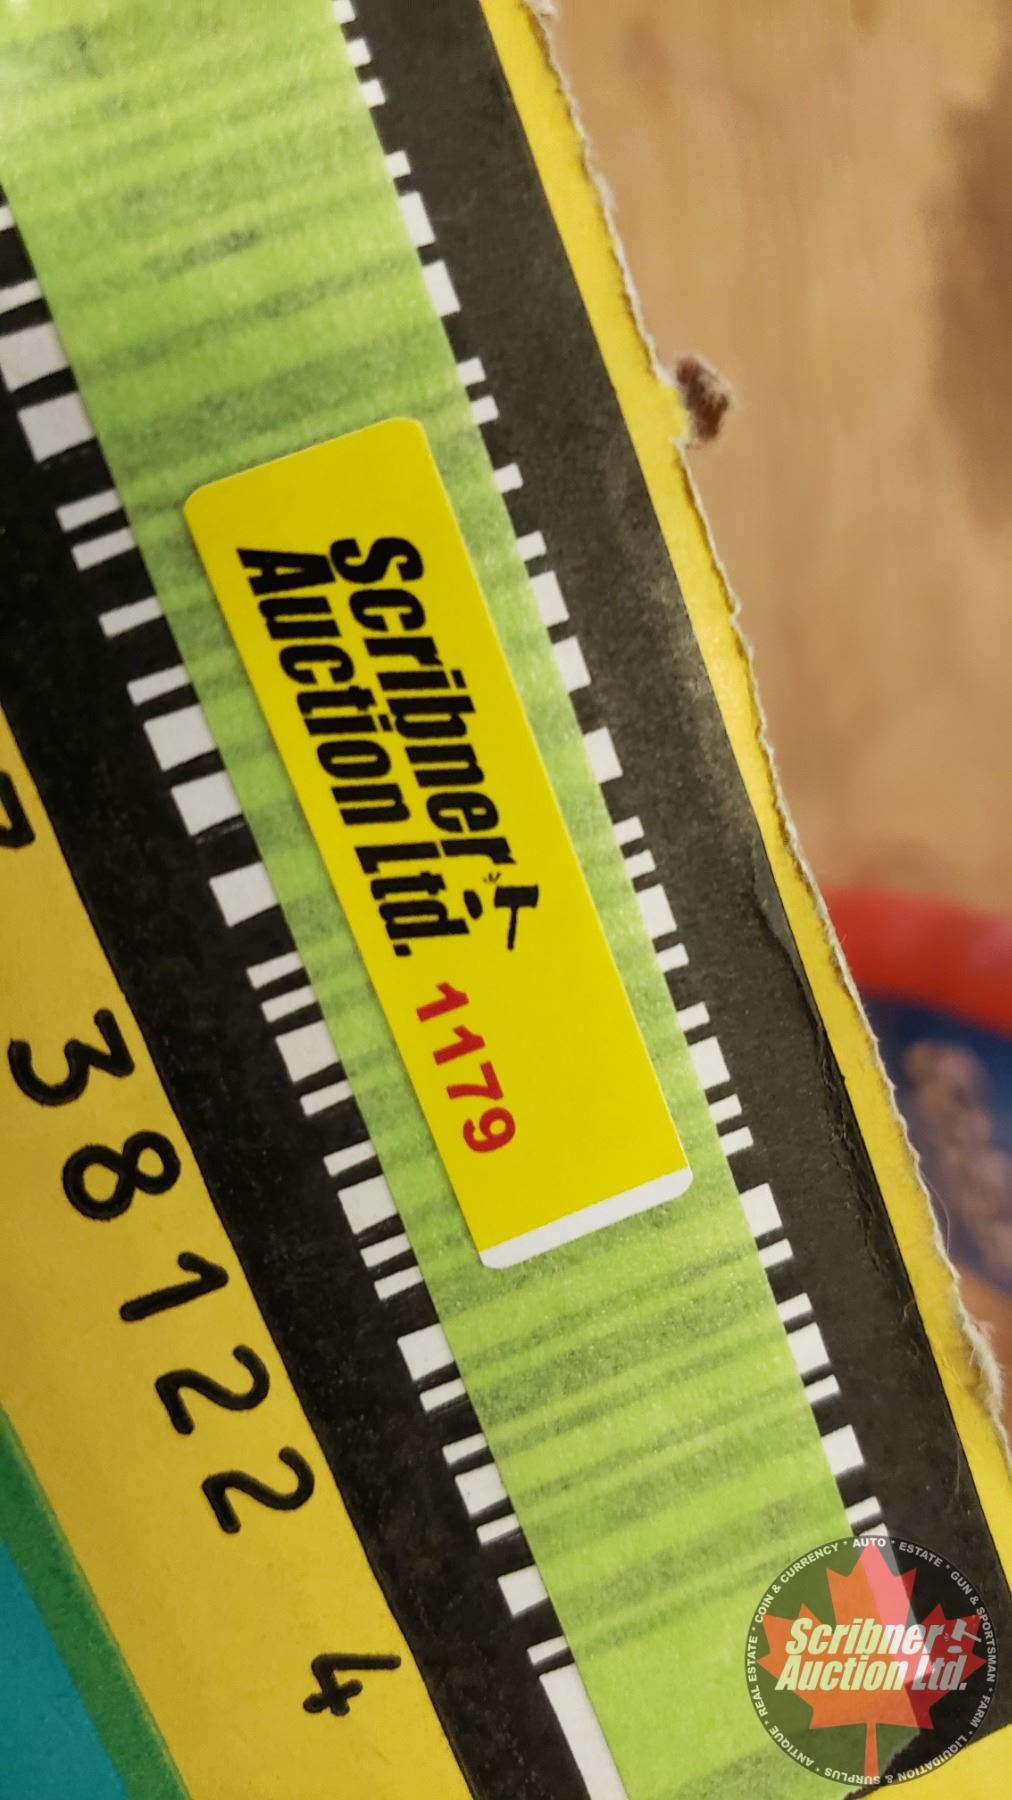 Scribner
Auction Ltd.
1179
38122 4
COIN & CURRENCY * AUTO * ESTATE * GUN & SPORTSMAN * FARM * LIQUIDATION & SURPLUS * ANTIQUE * REAL ESTATE *
Scribner
Auction Ltd.